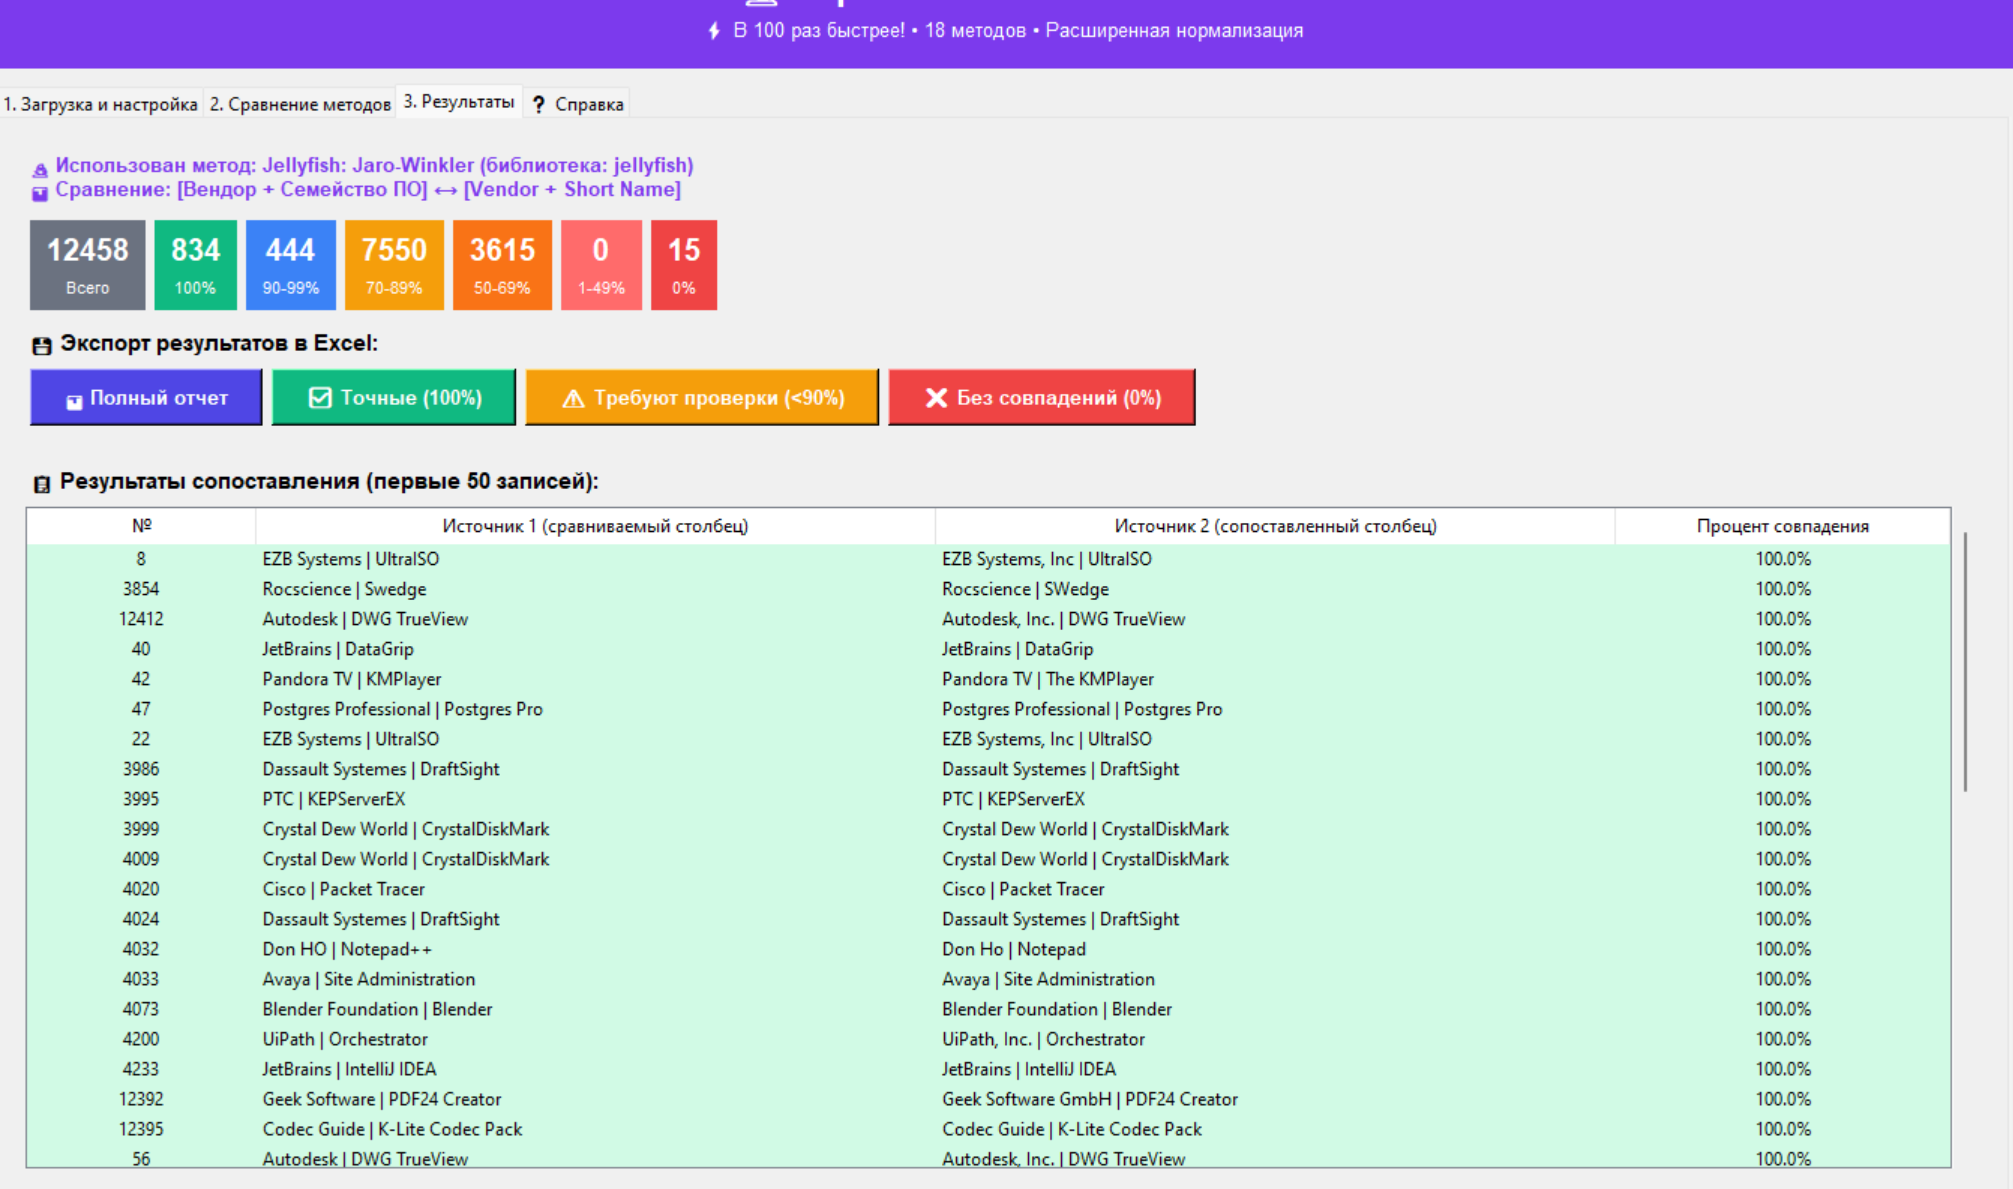 В 100 раз быстрее! • 18 методов • Расширенная нормализация
1. Загрузка и настройка 2. Сравнение методов 3. Результаты ? Справка
Использован метод: Jellyfish: Jaro-Winkler (библиотека: jellyfish)
Сравнение: [Вендор + Семейство ПО] ↔ [Vendor + Short Name]
12458 834 444 7550 3615 0 15
Всего 100% 90-99% 70-89% 50-69% 1-49% 0%
Экспорт результатов в Excel:
Полный отчет Точные (100%) Требуют проверки (<90%) Без совпадений (0%)
Результаты сопоставления (первые 50 записей):
№ Источник 1 (сравниваемый столбец) Источник 2 (сопоставленный столбец) Процент совпадения
8 EZB Systems | UltraISO EZB Systems, Inc | UltraISO 100.0%
3854 Rocscience | Swedge Rocscience | SWedge 100.0%
12412 Autodesk | DWG TrueView Autodesk, Inc. | DWG TrueView 100.0%
40 JetBrains | DataGrip JetBrains | DataGrip 100.0%
42 Pandora TV | KMPlayer Pandora TV | The KMPlayer 100.0%
47 Postgres Professional | Postgres Pro Postgres Professional | Postgres Pro 100.0%
22 EZB Systems | UltraISO EZB Systems, Inc | UltraISO 100.0%
3986 Dassault Systemes | DraftSight Dassault Systemes | DraftSight 100.0%
3995 PTC | KEPServerEX PTC | KEPServerEX 100.0%
3999 Crystal Dew World | CrystalDiskMark Crystal Dew World | CrystalDiskMark 100.0%
4009 Crystal Dew World | CrystalDiskMark Crystal Dew World | CrystalDiskMark 100.0%
4020 Cisco | Packet Tracer Cisco | Packet Tracer 100.0%
4024 Dassault Systemes | DraftSight Dassault Systemes | DraftSight 100.0%
4032 Don HO | Notepad++ Don Ho | Notepad 100.0%
4033 Avaya | Site Administration Avaya | Site Administration 100.0%
4073 Blender Foundation | Blender Blender Foundation | Blender 100.0%
4200 UiPath | Orchestrator UiPath, Inc. | Orchestrator 100.0%
4233 JetBrains | IntelliJ IDEA JetBrains | IntelliJ IDEA 100.0%
12392 Geek Software | PDF24 Creator Geek Software GmbH | PDF24 Creator 100.0%
12395 Codec Guide | K-Lite Codec Pack Codec Guide | K-Lite Codec Pack 100.0%
56 Autodesk | DWG TrueView Autodesk, Inc. | DWG TrueView 100.0%